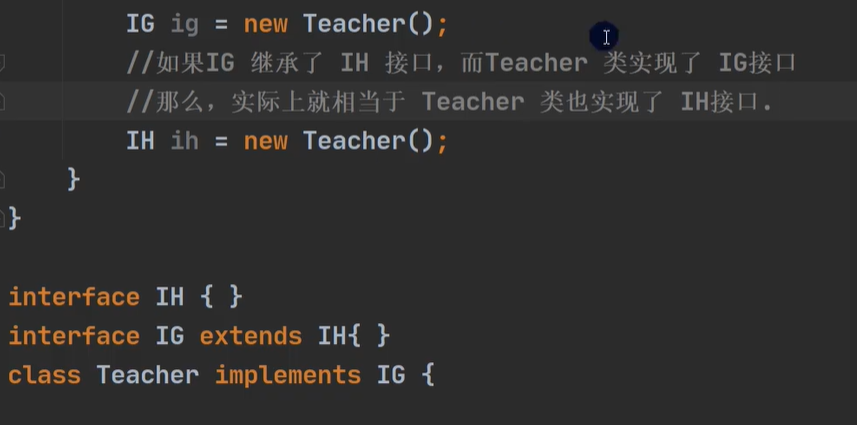 IG ig = new Teacher();
//如果IG 继承了 IH 接口，而Teacher 类实现了 IG接口
//那么，实际上就相当于 Teacher 类也实现了 IH接口.
IH ih = new Teacher();
}
}
interface IH { }
interface IG extends IH{ }
class Teacher implements IG {